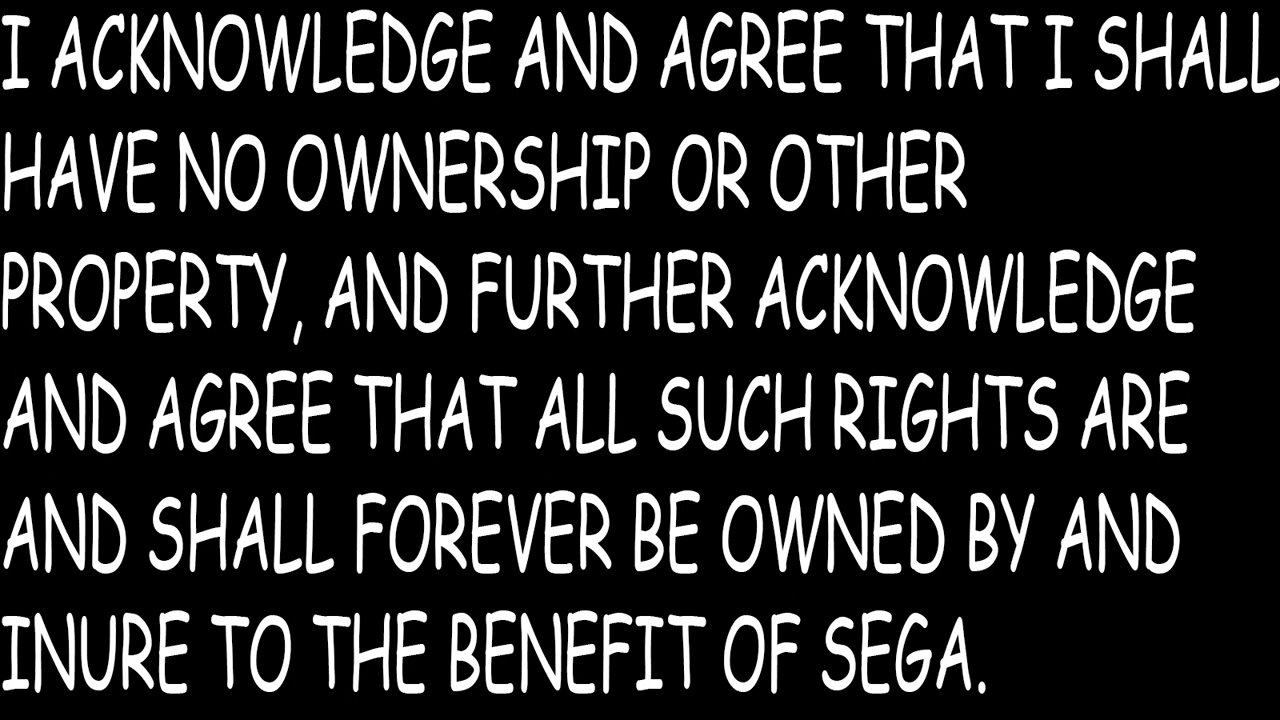 I ACKNOWLEDGE AND AGREE THAT I SHALL
HAVE NO OWNERSHIP OR OTHER
PROPERTY, AND FURTHER ACKNOWLEDGE
AND AGREE THAT ALL SUCH RIGHTS ARE
AND SHALL FOREVER BE OWNED BY AND
INURE TO THE BENEFIT OF SEGA.